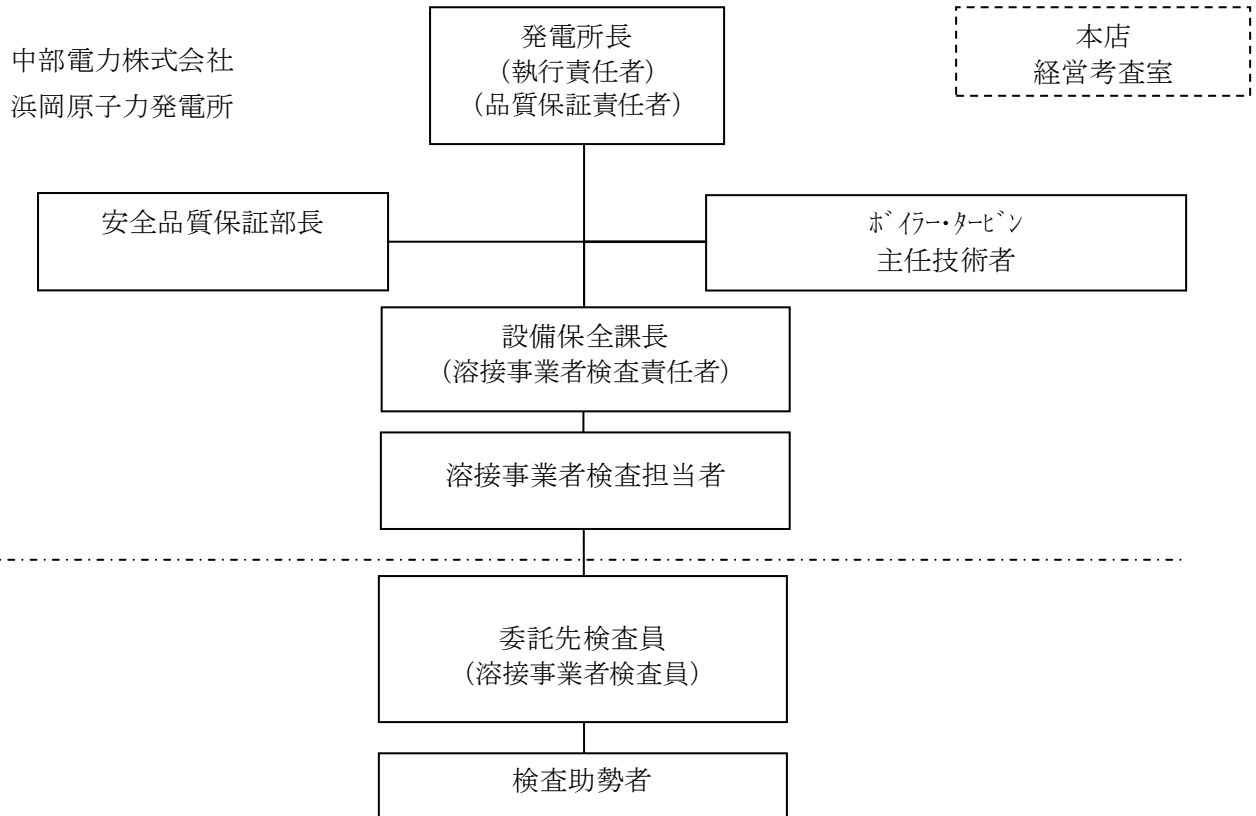 中部電力株式会社
浜岡原子力発電所
発電所長
(執行責任者)
(品質保証責任者)
本店
経営考査室
安全品質保証部長
ﾎﾞｲﾗｰ・ﾀｰﾋﾞﾝ
主任技術者
設備保全課長
(溶接事業者検査責任者)
溶接事業者検査担当者
委託先検査員
(溶接事業者検査員)
検査助勢者